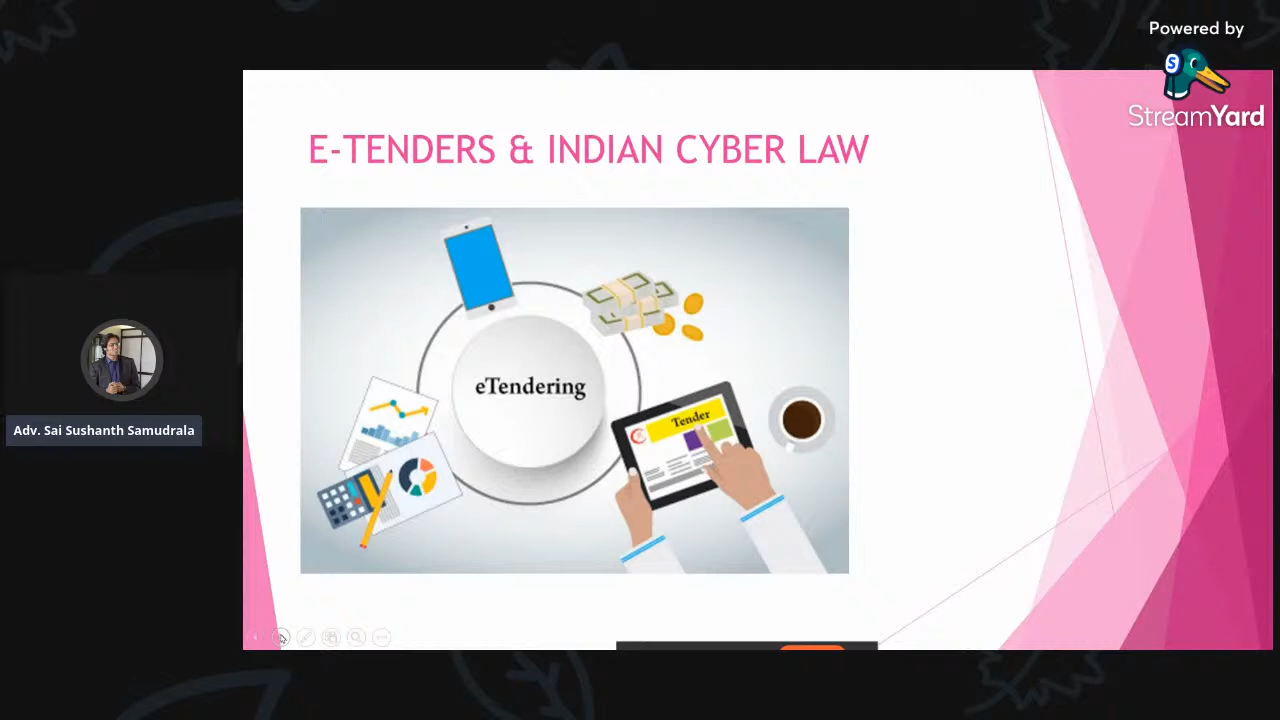 Powered by
S
StreamYard
E-TENDERS & INDIAN CYBER LAW
eTendering
Tender
Adv. Sai Sushanth Samudrala